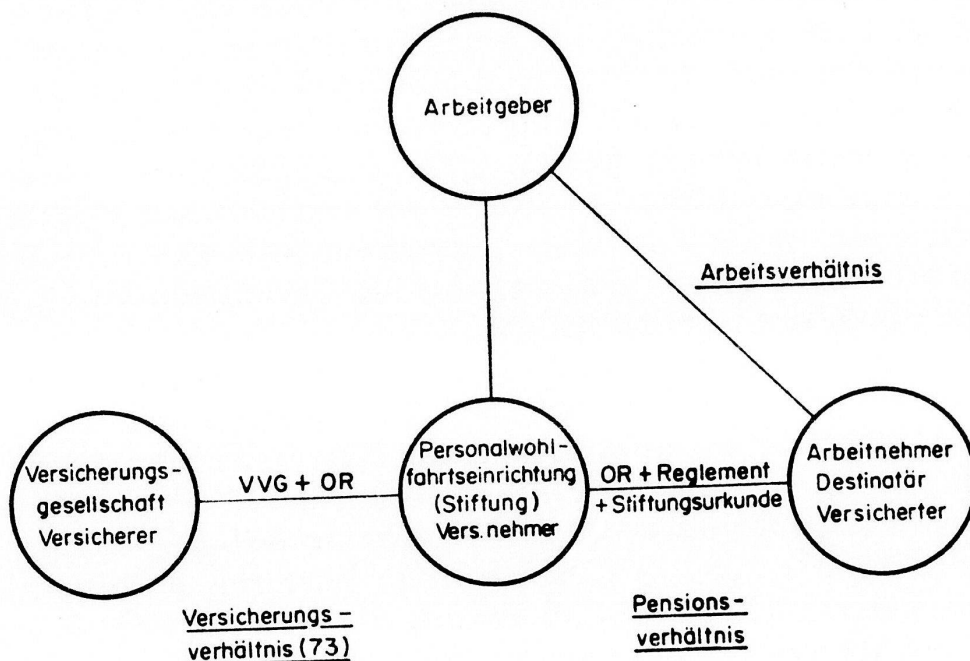 Arbeitgeber
Arbeitsverhältnis
Versicherungs-
gesellschaft
Versicherer
VVG + OR
Personalwohl-
fahrtseinrichtung
(Stiftung)
Vers.nehmer
OR + Reglement
+ Stiftungsurkunde
Arbeitnehmer
Destinatär
Versicherter
Versicherungs-
verhältnis (73)
Pensions-
verhältnis